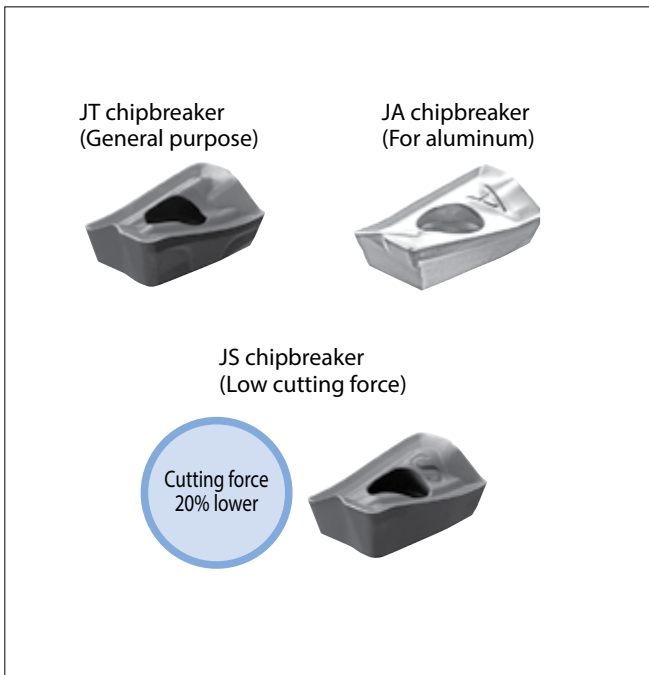 JT chipbreaker
(General purpose)
JA chipbreaker
(For aluminum)
JS chipbreaker
(Low cutting force)
Cutting force
20% lower